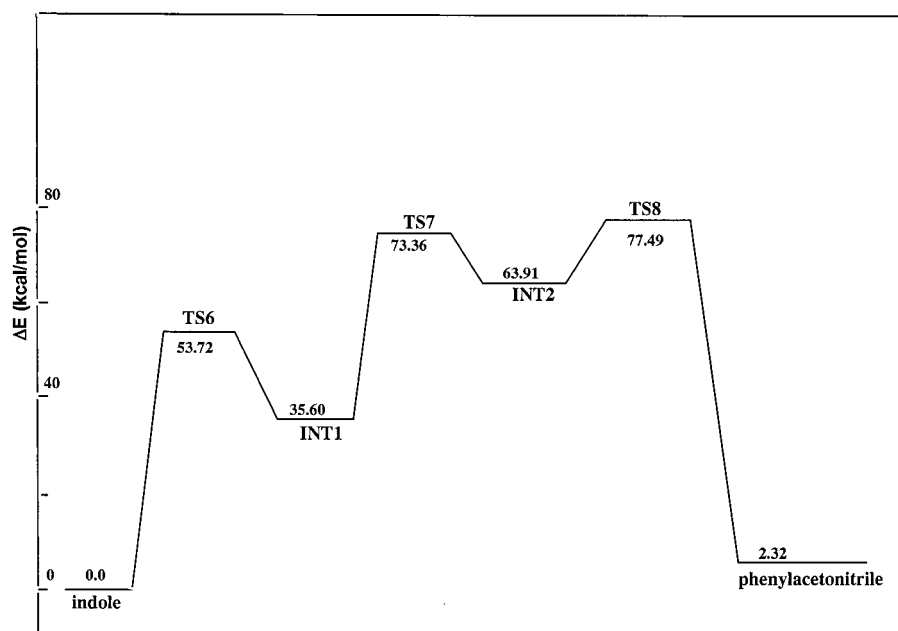 ΔE (kcal/mol)
80
40
0
0.0
indole
TS6
53.72
35.60
INT1
TS7
73.36
63.91
INT2
TS8
77.49
2.32
phenylacetonitrile